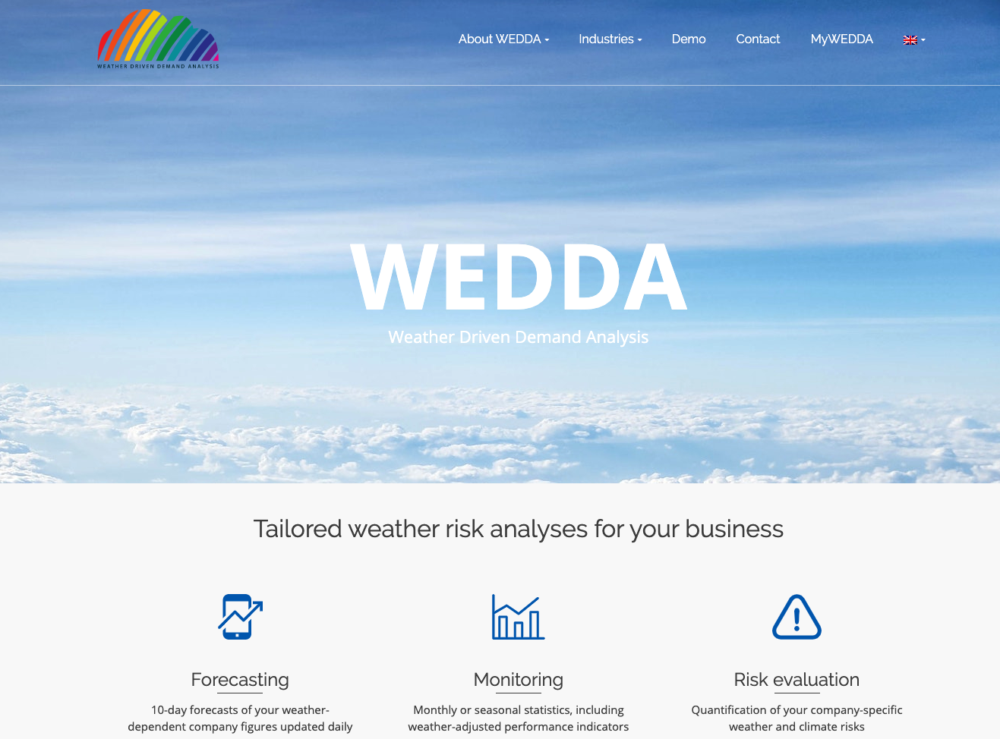 WEATHER DRIVEN DEMAND ANALYSIS
About WEDDA
Industries
Demo
Contact
MyWEDDA
WEDDA
Weather Driven Demand Analysis
Tailored weather risk analyses for your business
Forecasting
10-day forecasts of your weather-
dependent company figures updated daily
Monitoring
Monthly or seasonal statistics, including
weather-adjusted performance indicators
Risk evaluation
Quantification of your company-specific
weather and climate risks